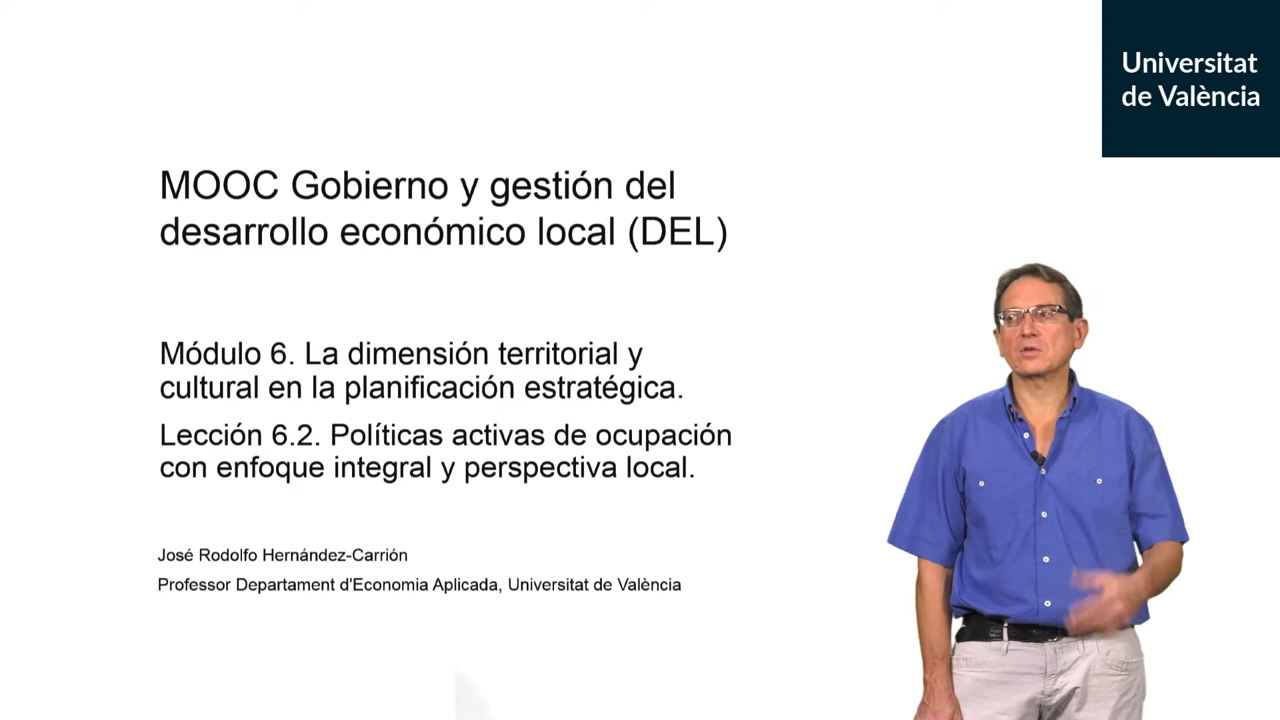 Universitat
de València
MOOC Gobierno y gestión del
desarrollo económico local (DEL)
Módulo 6. La dimensión territorial y
cultural en la planificación estratégica.
Lección 6.2. Políticas activas de ocupación
con enfoque integral y perspectiva local.
José Rodolfo Hernández-Carrión
Professor Departament d'Economia Aplicada, Universitat de València